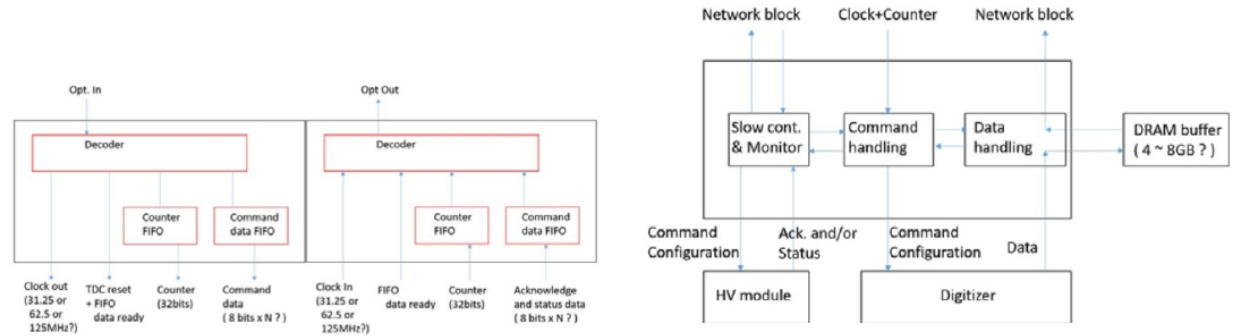 Opt. In
Opt Out
Decoder
Decoder
Counter
FIFO
Command
data FIFO
Counter
FIFO
Command
data FIFO
Clock out
(31.25 or
62.5 or
125MHz?)
TDC reset
+ FIFO
data ready
Counter
(32bits)
Command
data
( 8 bits x N ? )
Clock In
(31.25 or
62.5 or
125MHz?)
FIFO
data ready
Counter
(32bits)
Acknowledge
and status data
( 8 bits x N ? )
Network block
Clock+Counter
Network block
Slow cont.
& Monitor
Command
handling
Data
handling
DRAM buffer
( 4 ~ 8GB ? )
Command
Configuration
Ack. and/or
Status
Command
Configuration
Data
HV module
Digitizer